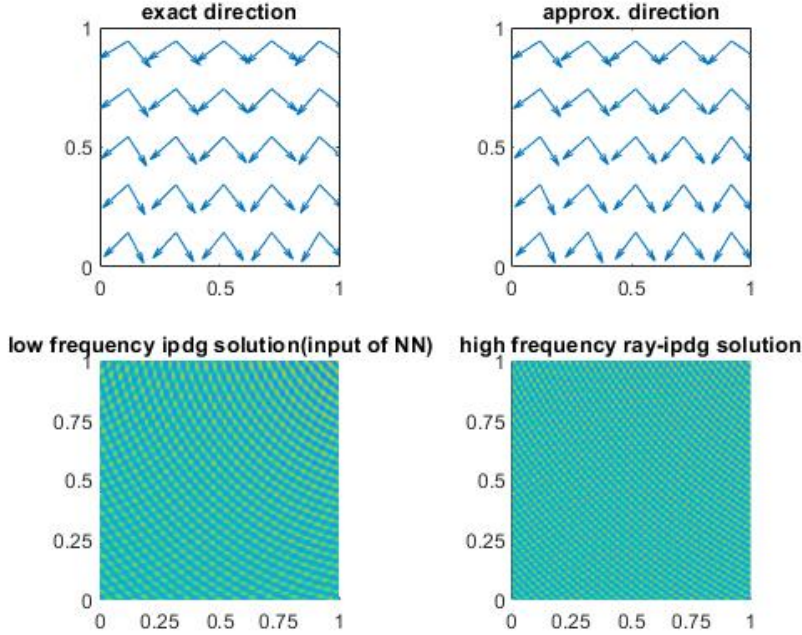 exact direction
approx. direction
1
0.5
0
0 0.5 1
1
0.5
0
0 0.5 1
low frequency ipdg solution(input of NN)
high frequency ray-ipdg solution
1
0.75
0.5
0.25
0
0 0.25 0.5 0.75 1
1
0.75
0.5
0.25
0
0 0.25 0.5 0.75 1